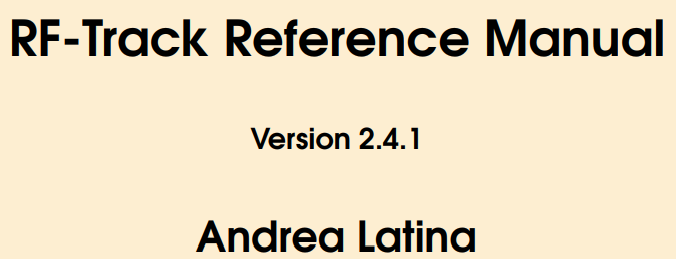 RF-Track Reference Manual
Version 2.4.1
Andrea Latina